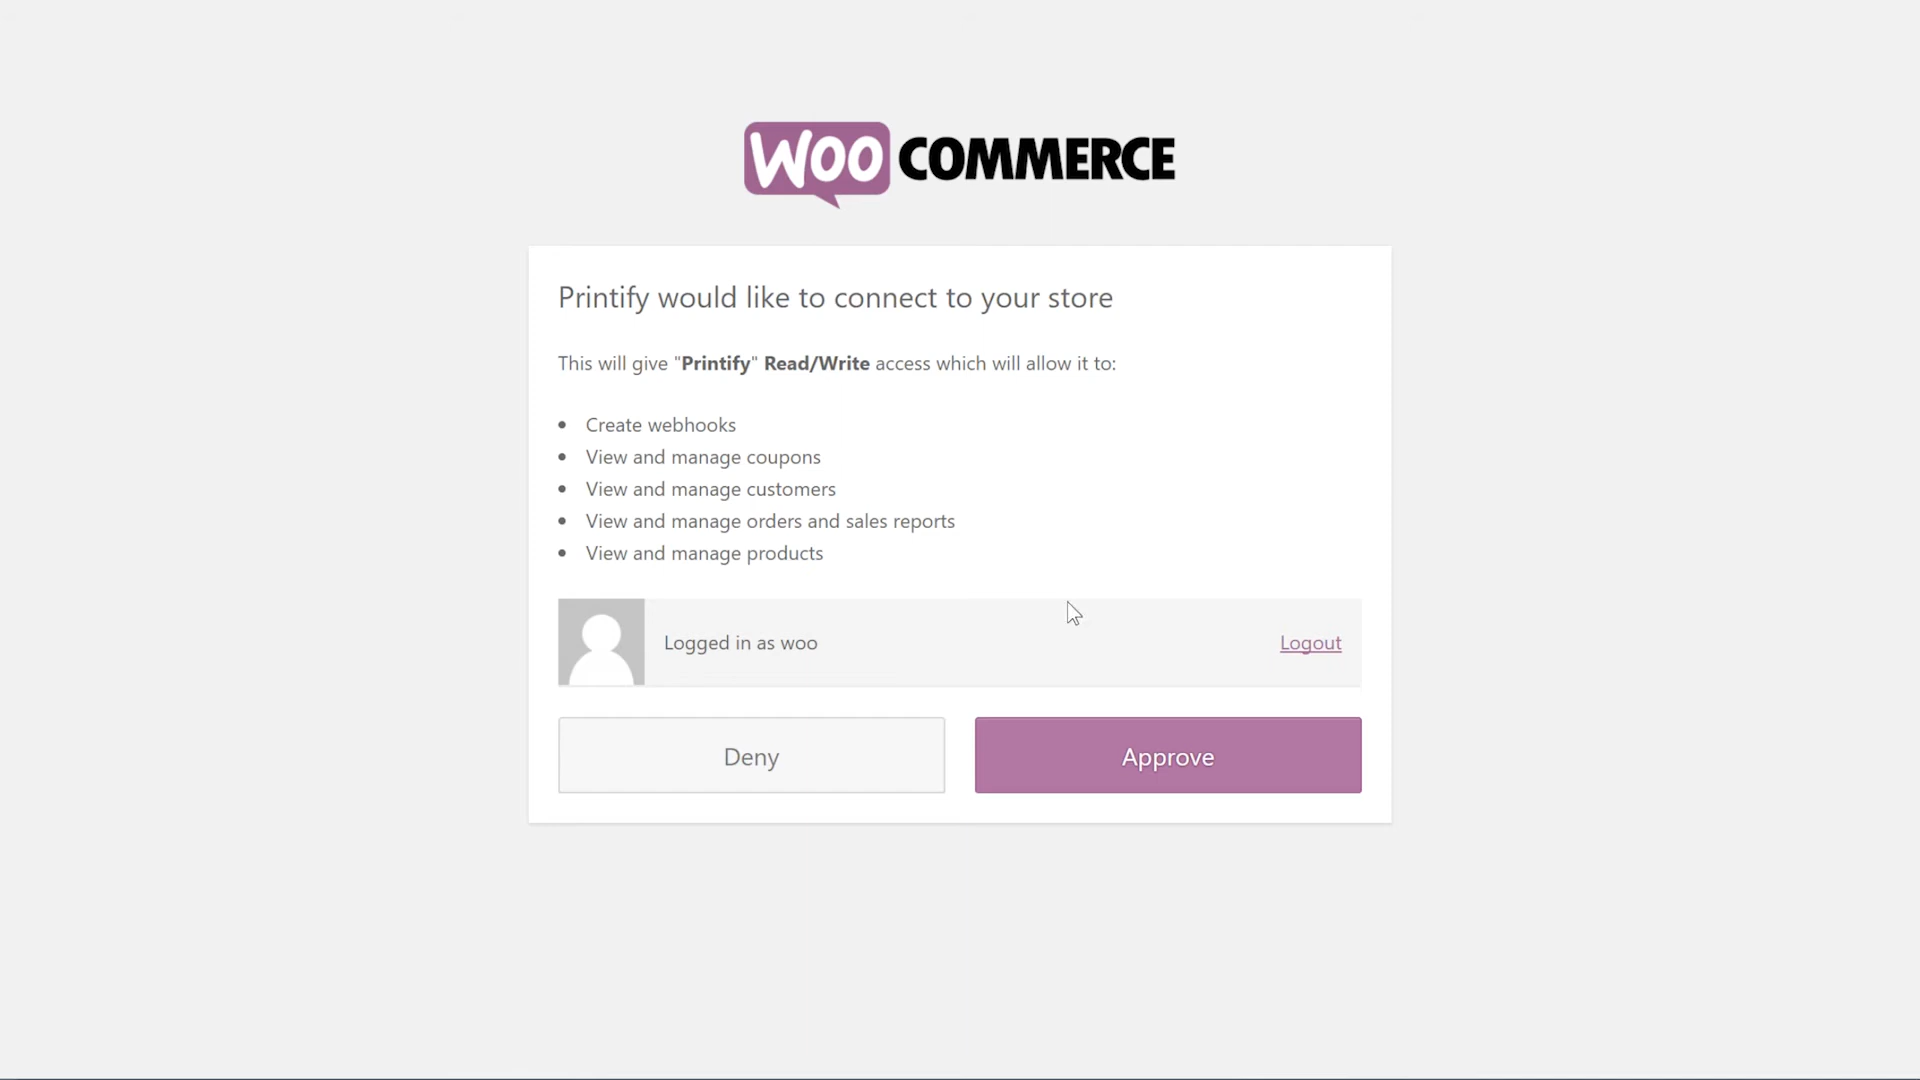 WOO COMMERCE
Printify would like to connect to your store
This will give "Printify" Read/Write access which will allow it to:
• Create webhooks
• View and manage coupons
• View and manage customers
• View and manage orders and sales reports
• View and manage products
Logged in as woo Logout
Deny Approve